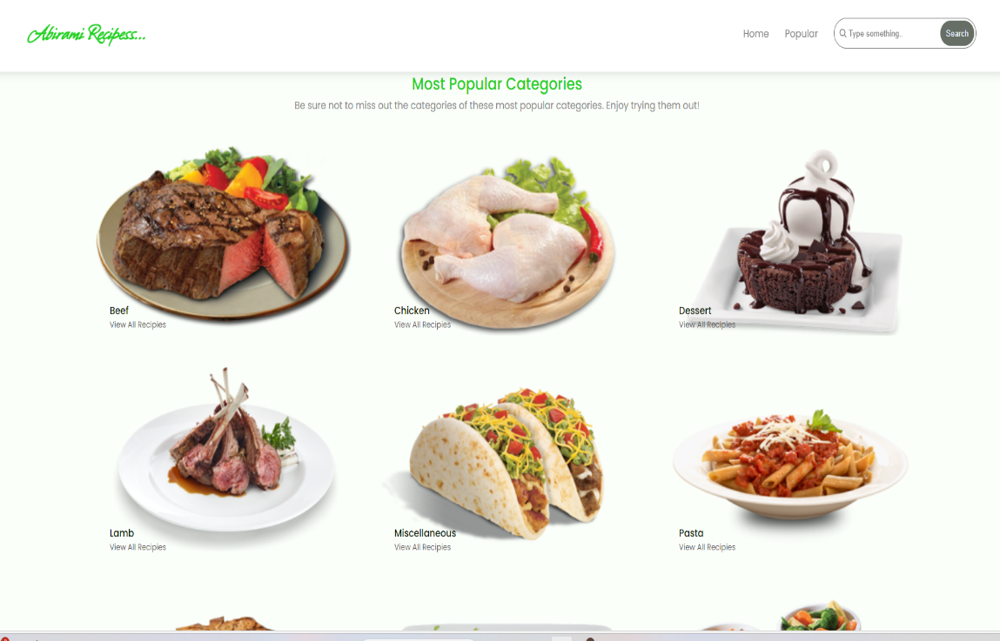 Abirami Recipess...
Home
Popular
Type something..
Search
Most Popular Categories
Be sure not to miss out the categories of these most popular categories. Enjoy trying them out!
Beef
View All Recipies
Chicken
View All Recipies
Dessert
View All Recipies
Lamb
View All Recipies
Miscellaneous
View All Recipies
Pasta
View All Recipies